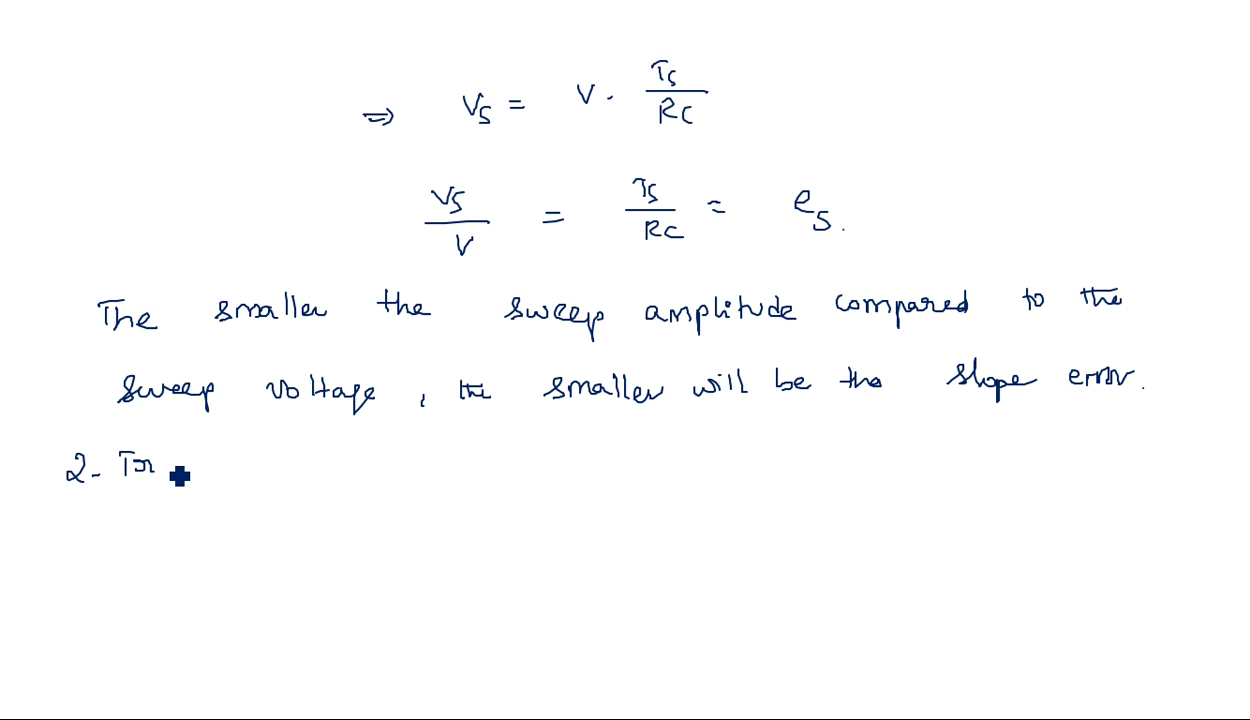 ⇒ Vs = V . Ts/RC
Vs/V = Ts/RC = es.
The smaller the sweep amplitude compared to the
sweep voltage, the smaller will be the slope error.
2- Tr